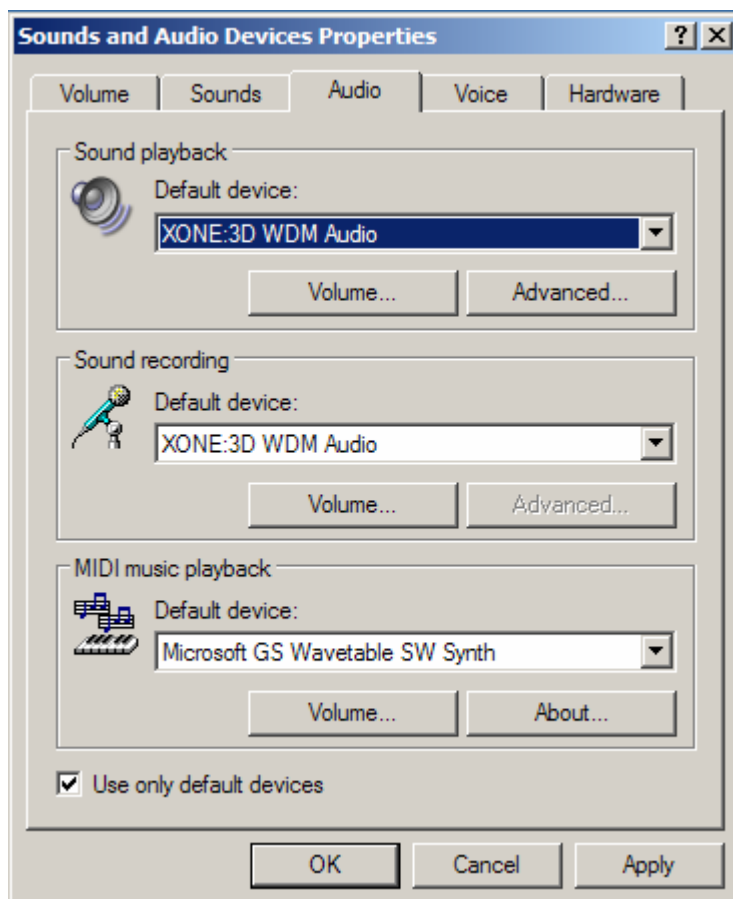 Sounds and Audio Devices Properties
Volume Sounds Audio Voice Hardware
Sound playback
Default device:
XONE:3D WDM Audio
Volume... Advanced...
Sound recording
Default device:
XONE:3D WDM Audio
Volume... Advanced...
MIDI music playback
Default device:
Microsoft GS Wavetable SW Synth
Volume... About...
Use only default devices
OK Cancel Apply